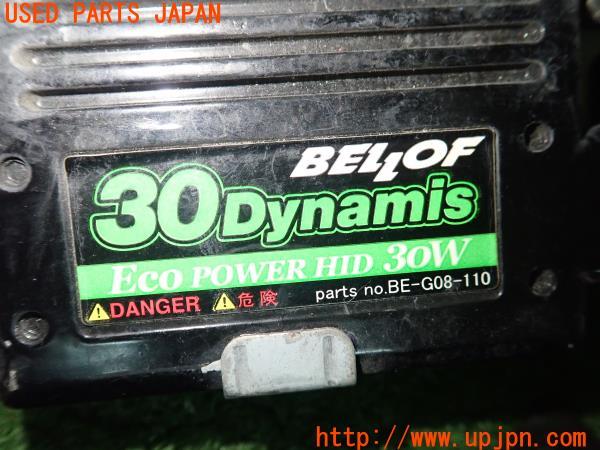 USED PARTS JAPAN
BELLOF
30 Dynamis
ECO POWER HID 30W
DANGER 危険 parts no.BE-G08-110
http://www.upjpn.com